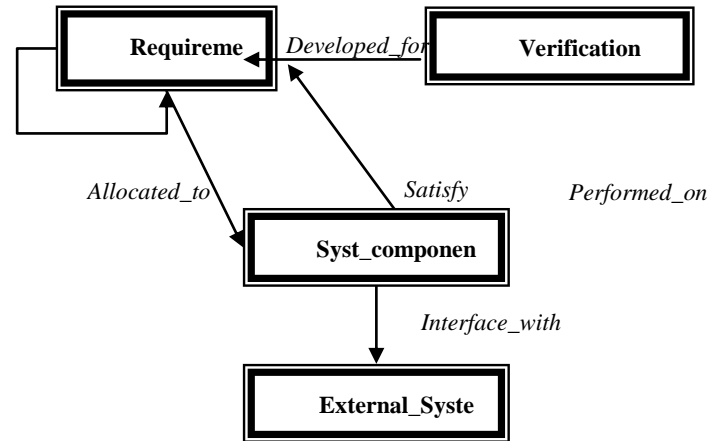 Requireme
Developed_for
Verification
Allocated_to
Satisfy
Performed_on
Syst_componen
Interface_with
External_Syste